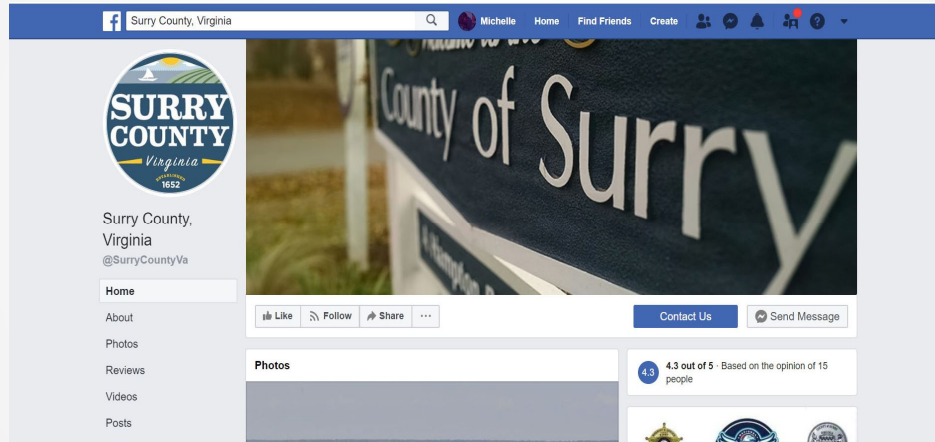 Surry County, Virginia
Michelle
Home
Find Friends
Create
SURRY
COUNTY
Virginia
ESTABLISHED
1652
County of Surry
Surry County,
Virginia
@SurryCountyVa
Home
About
Photos
Reviews
Videos
Posts
Like
Follow
Share
Contact Us
Send Message
Photos
4.3
4.3 out of 5 · Based on the opinion of 15
people